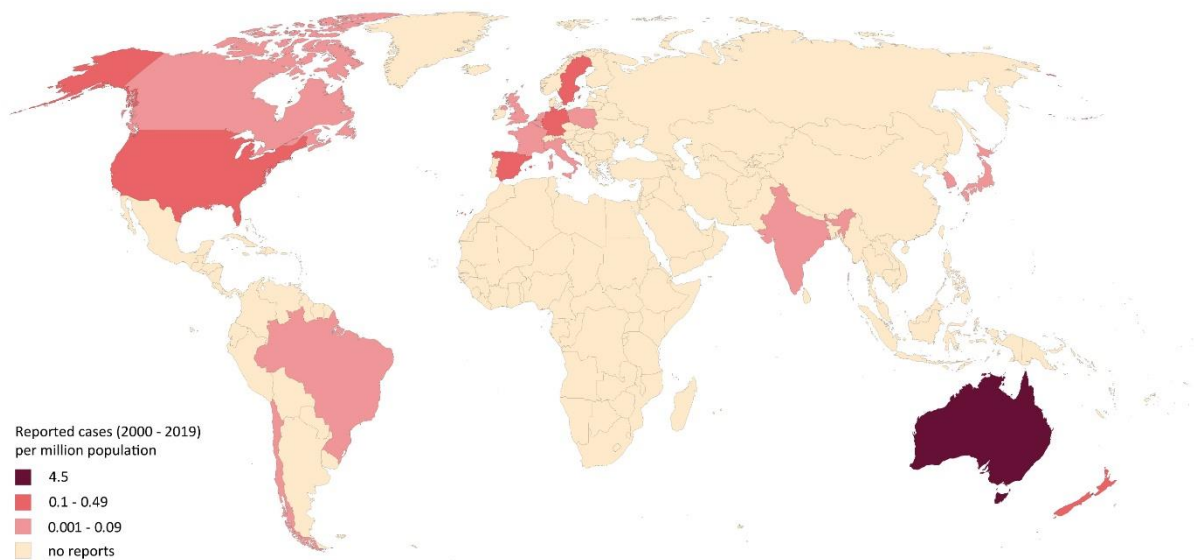 Reported cases (2000 - 2019)
per million population
4.5
0.1 - 0.49
0.001 - 0.09
no reports